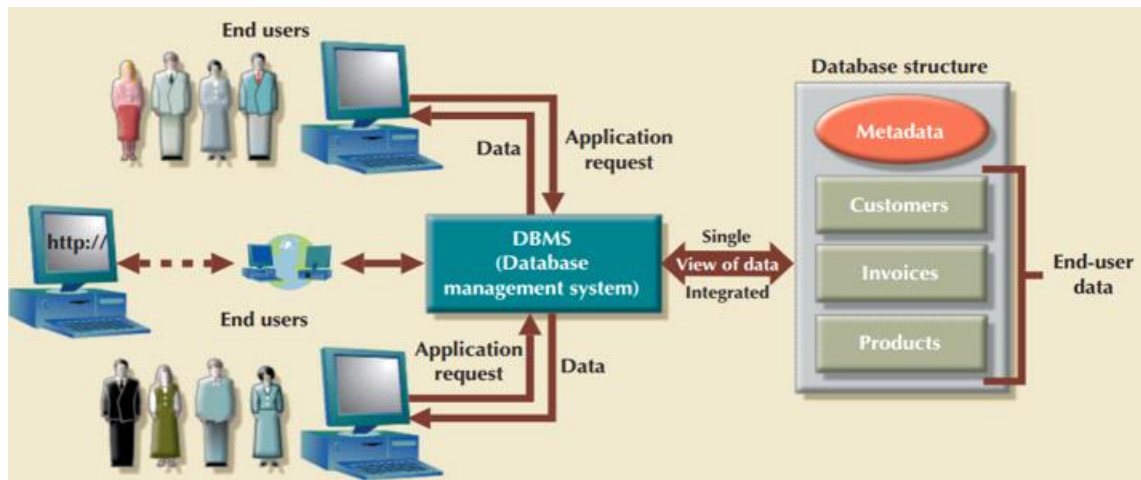 End users
Data
Application
request
Database structure
Metadata
Customers
Invoices
Products
End-user
data
http://
DBMS
(Database
management system)
Single
View of data
Integrated
End users
Application
request
Data